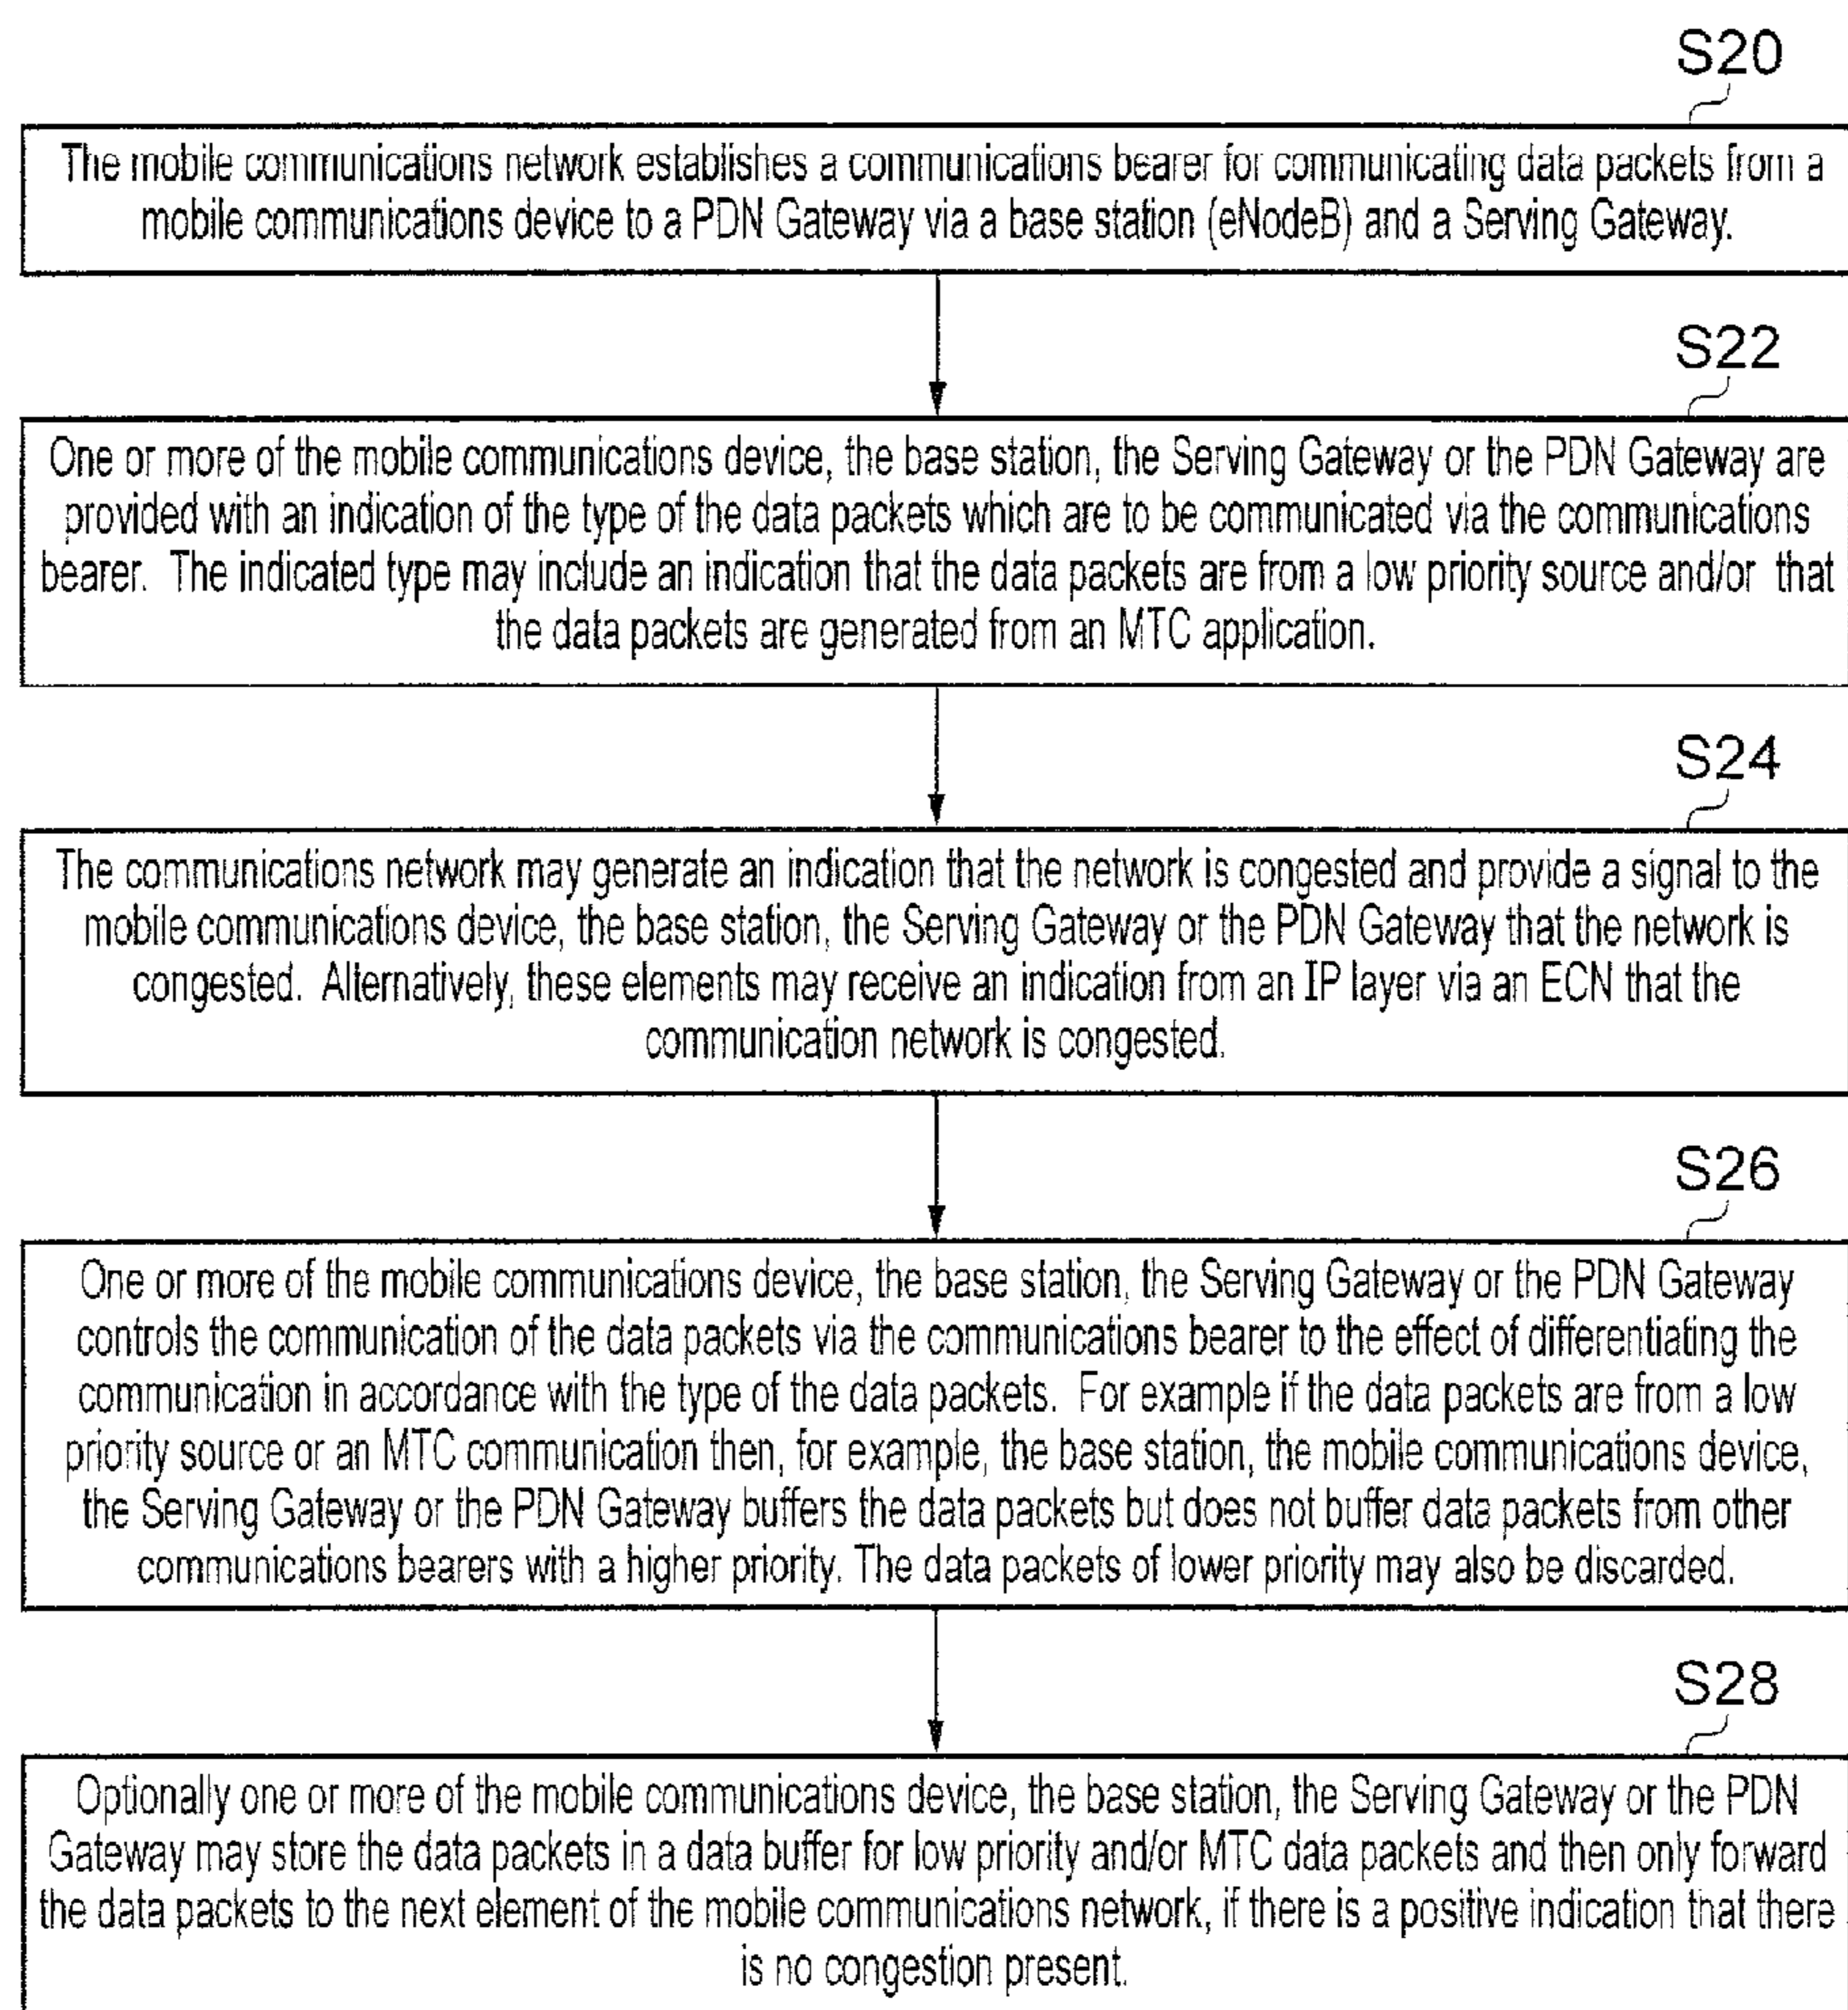 S20
The mobile communications network establishes a communications bearer for communicating data packets from a
mobile communications device to a PDN Gateway via a base station (eNodeB) and a Serving Gateway.
S22
One or more of the mobile communications device, the base station, the Serving Gateway or the PDN Gateway are
provided with an indication of the type of the data packets which are to be communicated via the communications
bearer. The indicated type may include an indication that the data packets are from a low priority source and/or that
the data packets are generated from an MTC application.
S24
The communications network may generate an indication that the network is congested and provide a signal to the
mobile communications device, the base station, the Serving Gateway or the PDN Gateway that the network is
congested. Alternatively, these elements may receive an indication from an IP layer via an ECN that the
communication network is congested.
S26
One or more of the mobile communications device, the base station, the Serving Gateway or the PDN Gateway
controls the communication of the data packets via the communications bearer to the effect of differentiating the
communication in accordance with the type of the data packets. For example if the data packets are from a low
priority source or an MTC communication then, for example, the base station, the mobile communications device,
the Serving Gateway or the PDN Gateway buffers the data packets but does not buffer data packets from other
communications bearers with a higher priority. The data packets of lower priority may also be discarded.
S28
Optionally one or more of the mobile communications device, the base station, the Serving Gateway or the PDN
Gateway may store the data packets in a data buffer for low priority and/or MTC data packets and then only forward
the data packets to the next element of the mobile communications network, if there is a positive indication that there
is no congestion present.